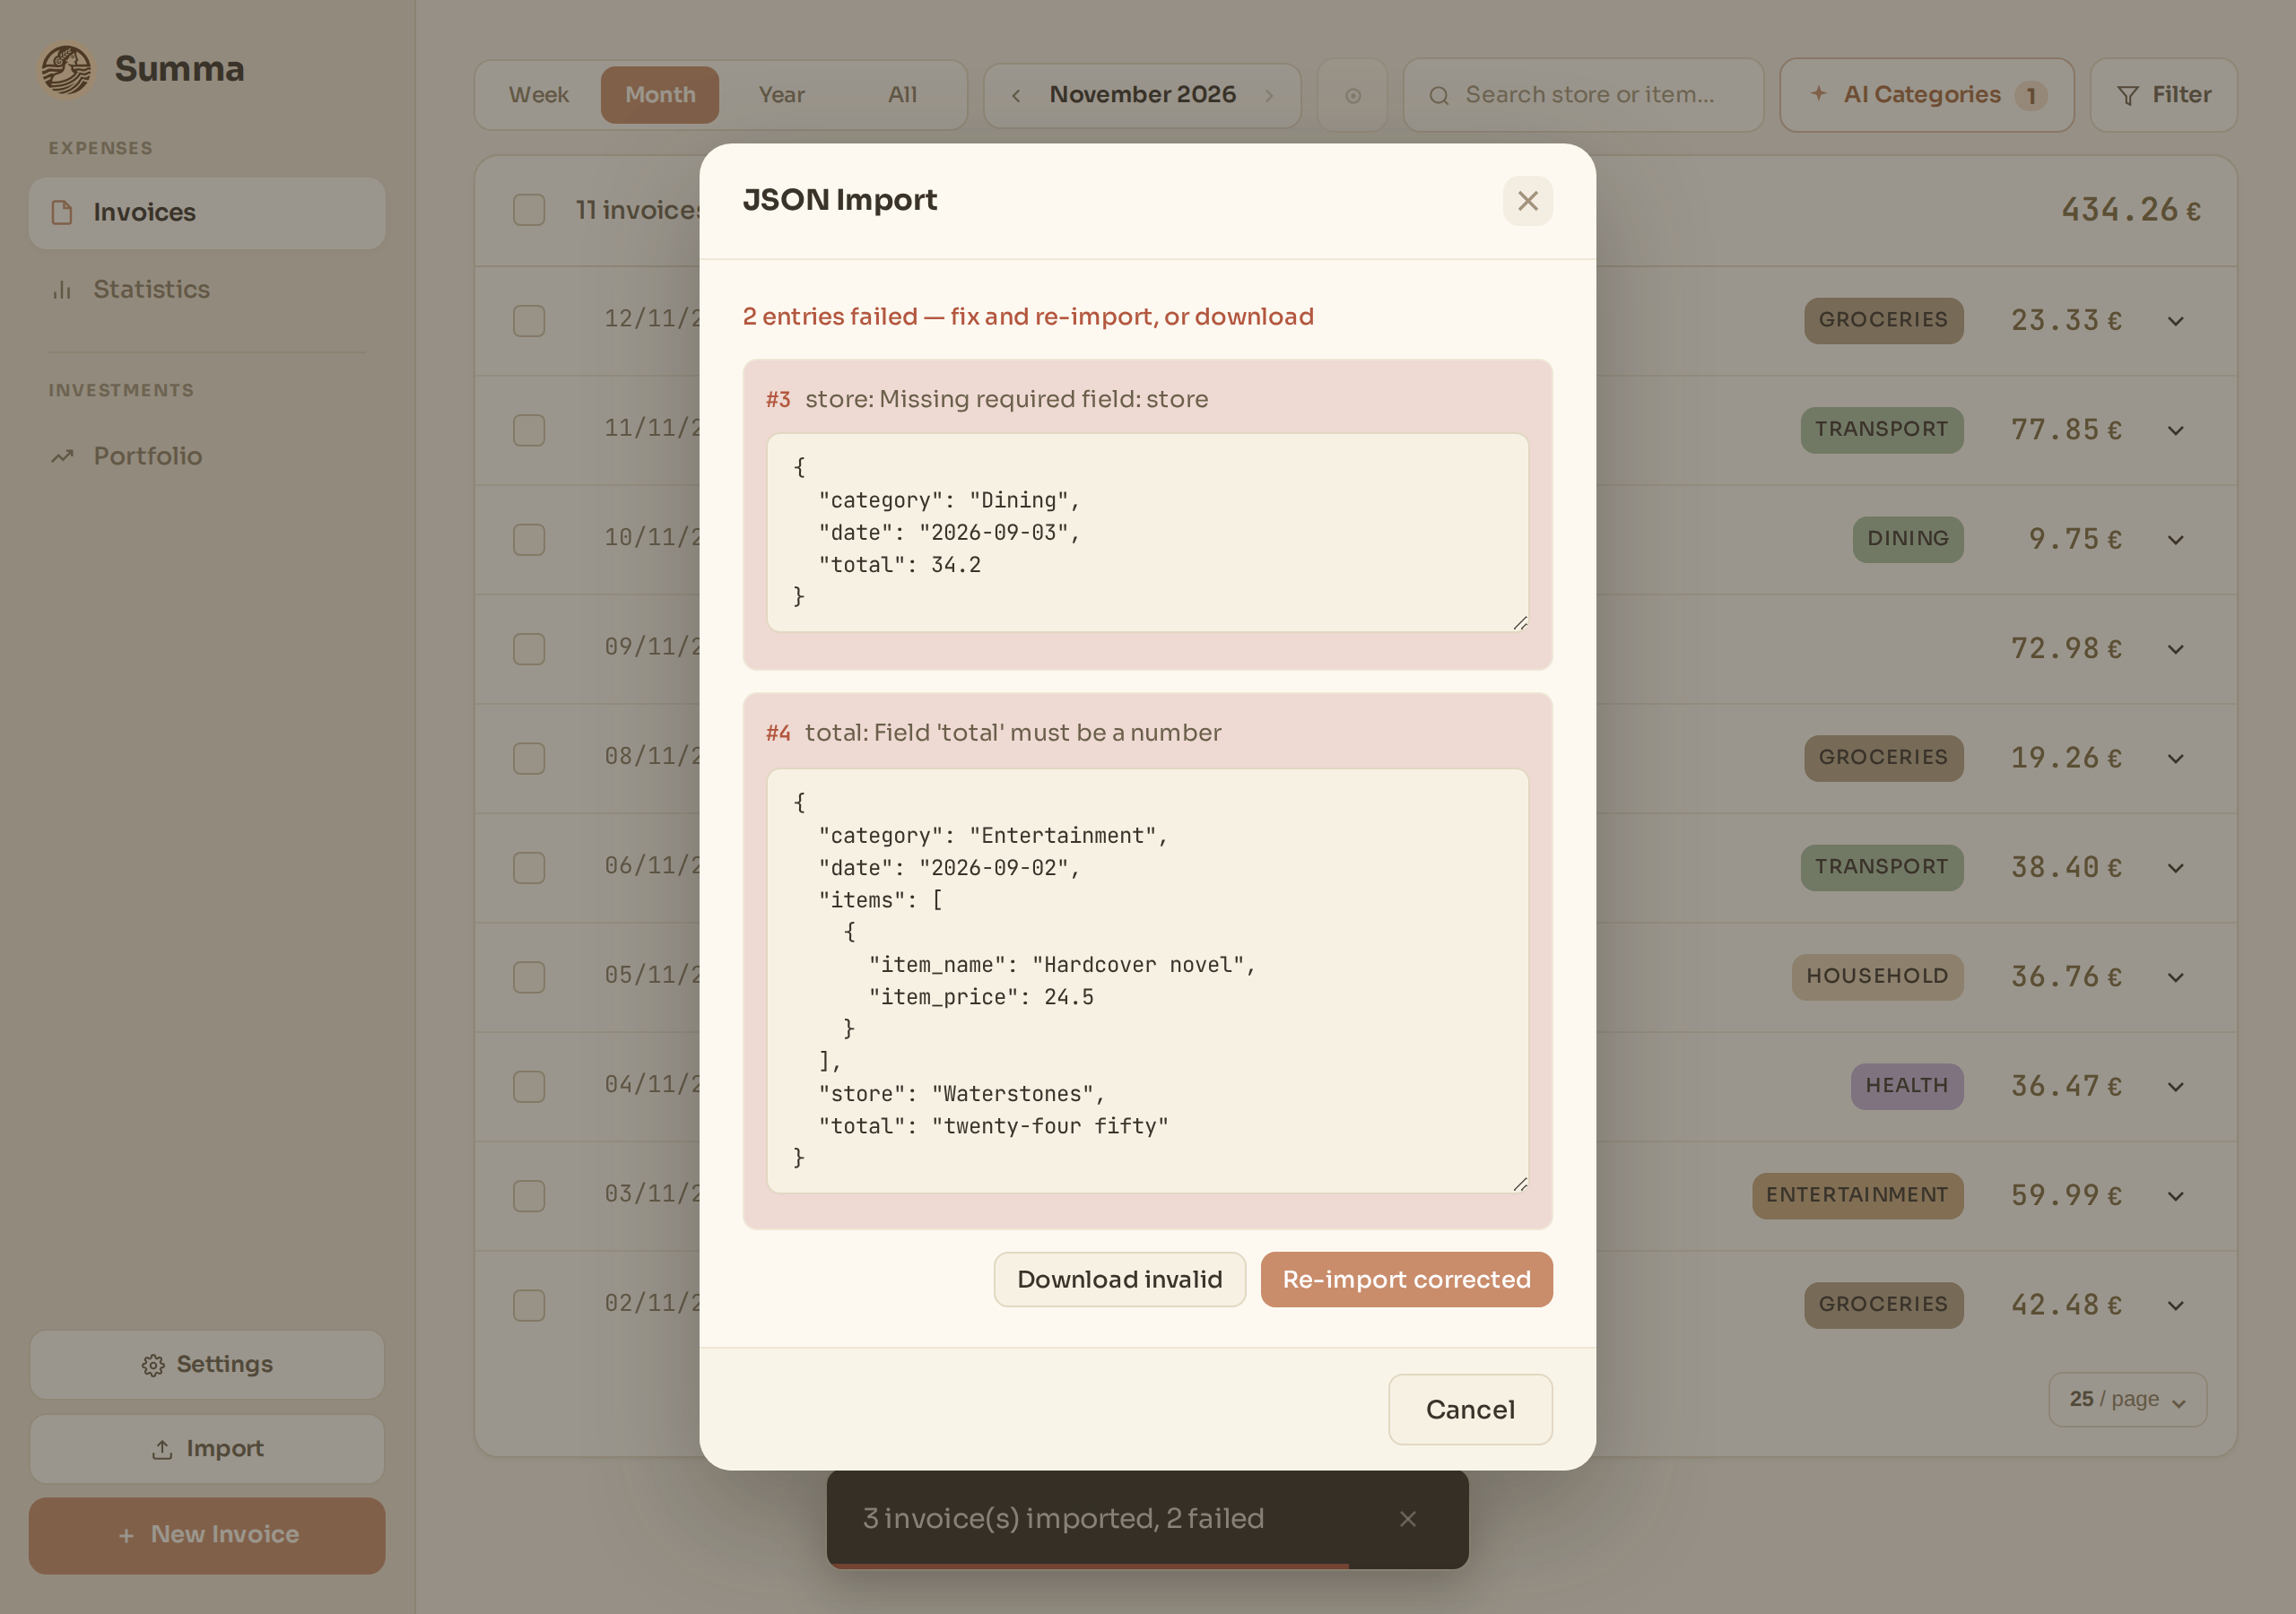 Summa
EXPENSES
Invoices
Statistics
INVESTMENTS
Portfolio
Settings
Import
+ New Invoice
Week
Month
Year
All
November 2026
Search store or item...
AI Categories 1
Filter
11 invoices
434.26 €
12/11/2
GROCERIES
23.33 €
11/11/2
TRANSPORT
77.85 €
10/11/2
DINING
9.75 €
09/11/2
72.98 €
08/11/2
GROCERIES
19.26 €
06/11/2
TRANSPORT
38.40 €
05/11/2
HOUSEHOLD
36.76 €
04/11/2
HEALTH
36.47 €
03/11/2
ENTERTAINMENT
59.99 €
02/11/2
GROCERIES
42.48 €
25 / page
JSON Import
2 entries failed — fix and re-import, or download
#3 store: Missing required field: store
{
  "category": "Dining",
  "date": "2026-09-03",
  "total": 34.2
}
#4 total: Field 'total' must be a number
{
  "category": "Entertainment",
  "date": "2026-09-02",
  "items": [
    {
      "item_name": "Hardcover novel",
      "item_price": 24.5
    }
  ],
  "store": "Waterstones",
  "total": "twenty-four fifty"
}
Download invalid
Re-import corrected
Cancel
3 invoice(s) imported, 2 failed